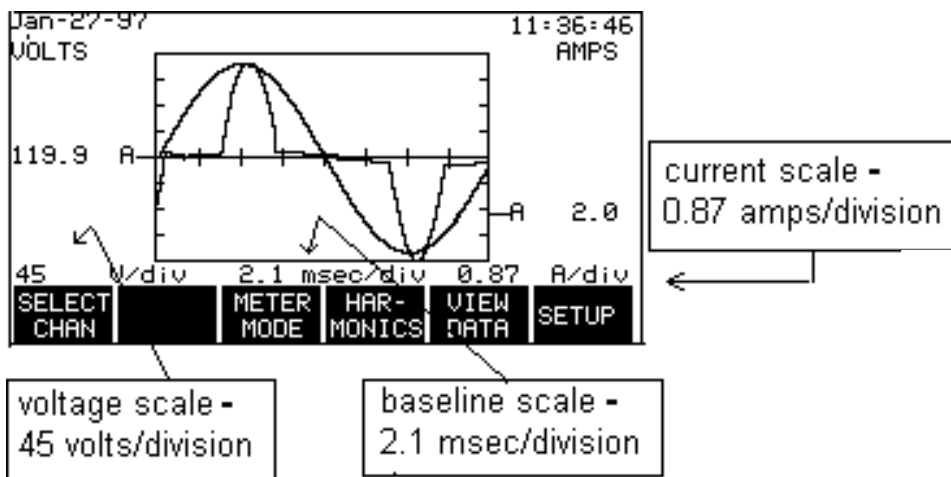 Jan-27-97 11:36:46
VOLTS AMPS
119.9 A
A 2.0
45 V/div 2.1 msec/div 0.87 A/div
SELECT CHAN
METER MODE
HAR-MONICS
VIEW DATA
SETUP
current scale -
0.87 amps/division
voltage scale -
45 volts/division
baseline scale -
2.1 msec/division